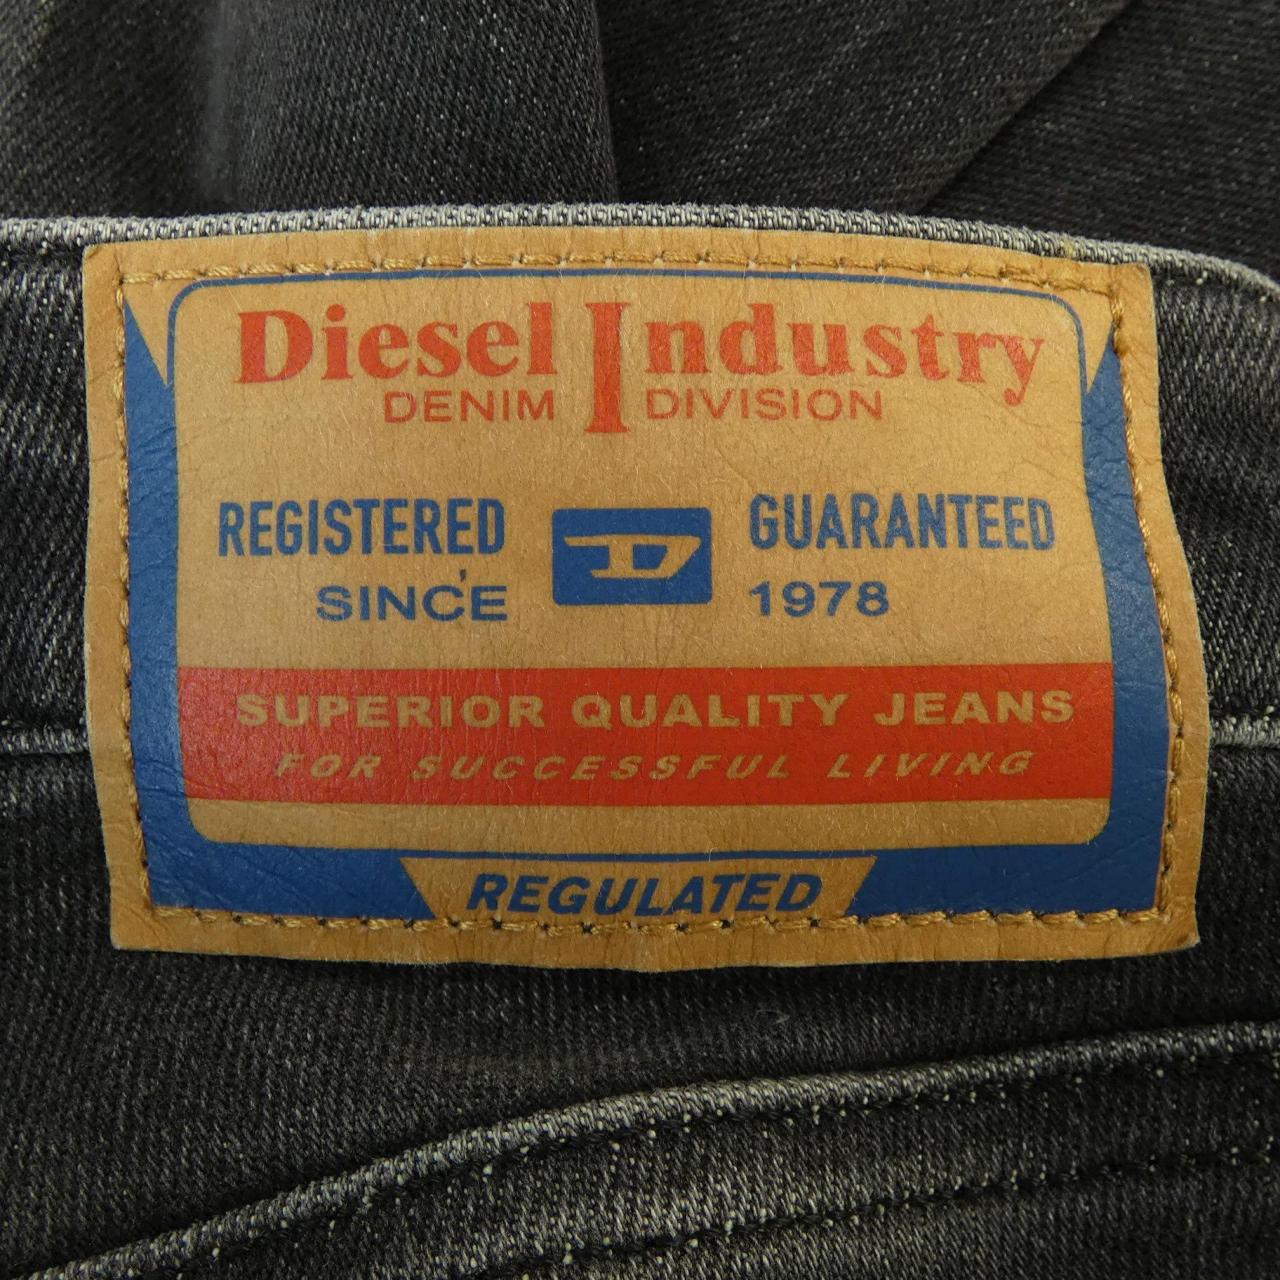 Diesel Industry
DENIM DIVISION
REGISTERED D GUARANTEED
SINCE 1978
SUPERIOR QUALITY JEANS
FOR SUCCESSFUL LIVING
REGULATED